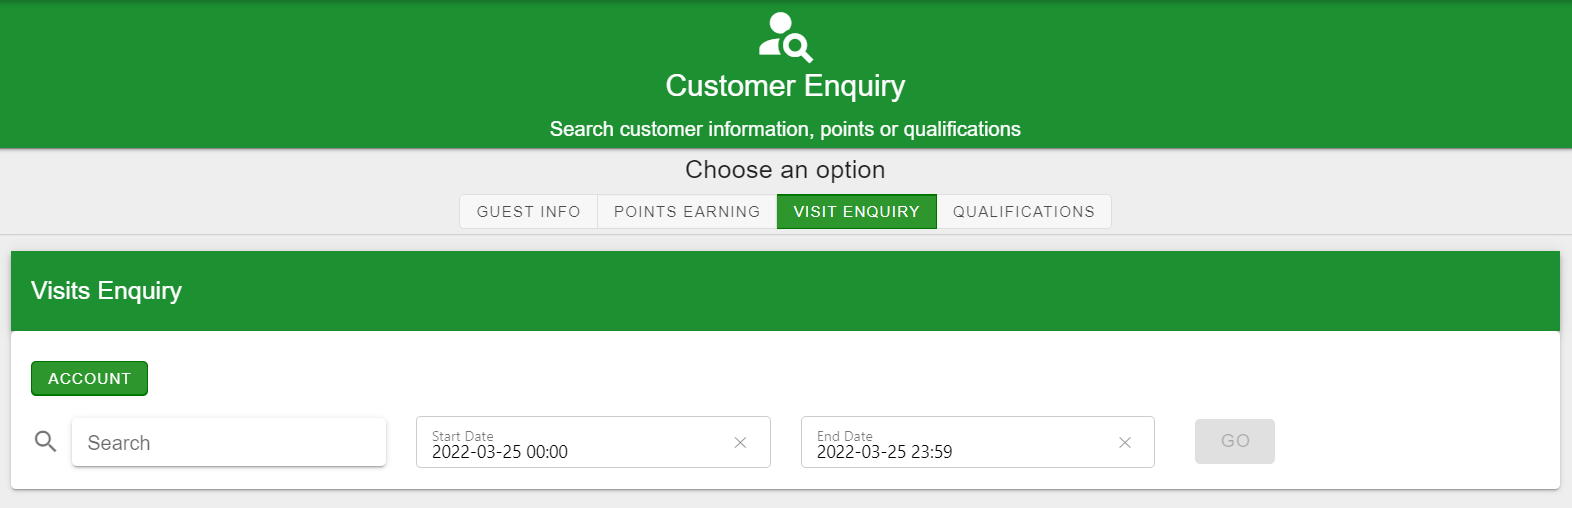 Customer Enquiry
Search customer information, points or qualifications
Choose an option
GUEST INFO POINTS EARNING VISIT ENQUIRY QUALIFICATIONS
Visits Enquiry
ACCOUNT
Search
Start Date
2022-03-25 00:00
End Date
2022-03-25 23:59
GO